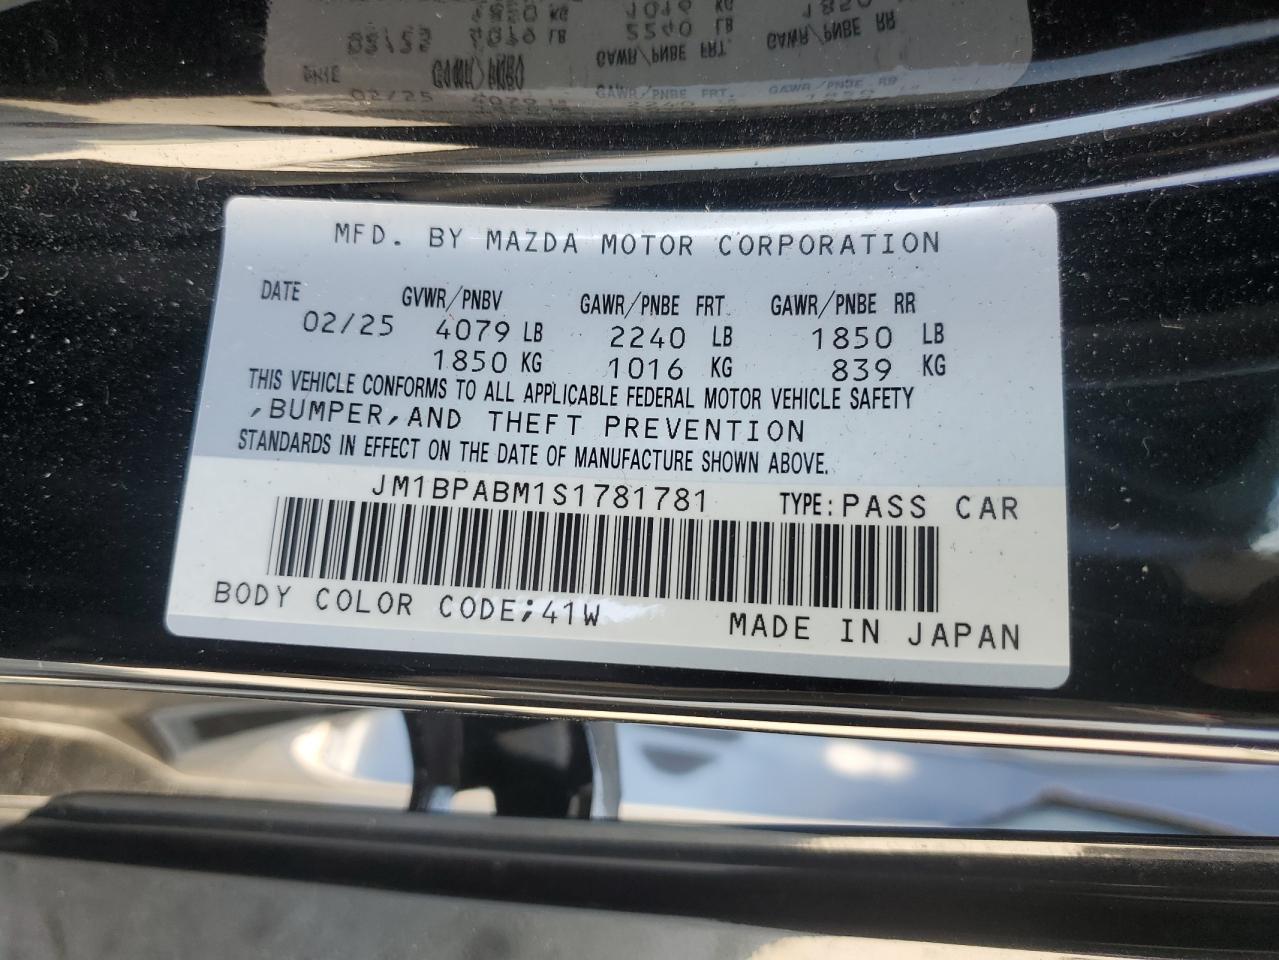 MFD. BY MAZDA MOTOR CORPORATION
DATE GVWR/PNBV GAWR/PNBE FRT GAWR/PNBE RR
02/25 4079 LB 2240 LB 1850 LB
1850 KG 1016 KG 839 KG
THIS VEHICLE CONFORMS TO ALL APPLICABLE FEDERAL MOTOR VEHICLE SAFETY
,BUMPER,AND THEFT PREVENTION
STANDARDS IN EFFECT ON THE DATE OF MANUFACTURE SHOWN ABOVE.
JM1BPABM1S1781781 TYPE:PASS CAR
BODY COLOR CODE;41W MADE IN JAPAN